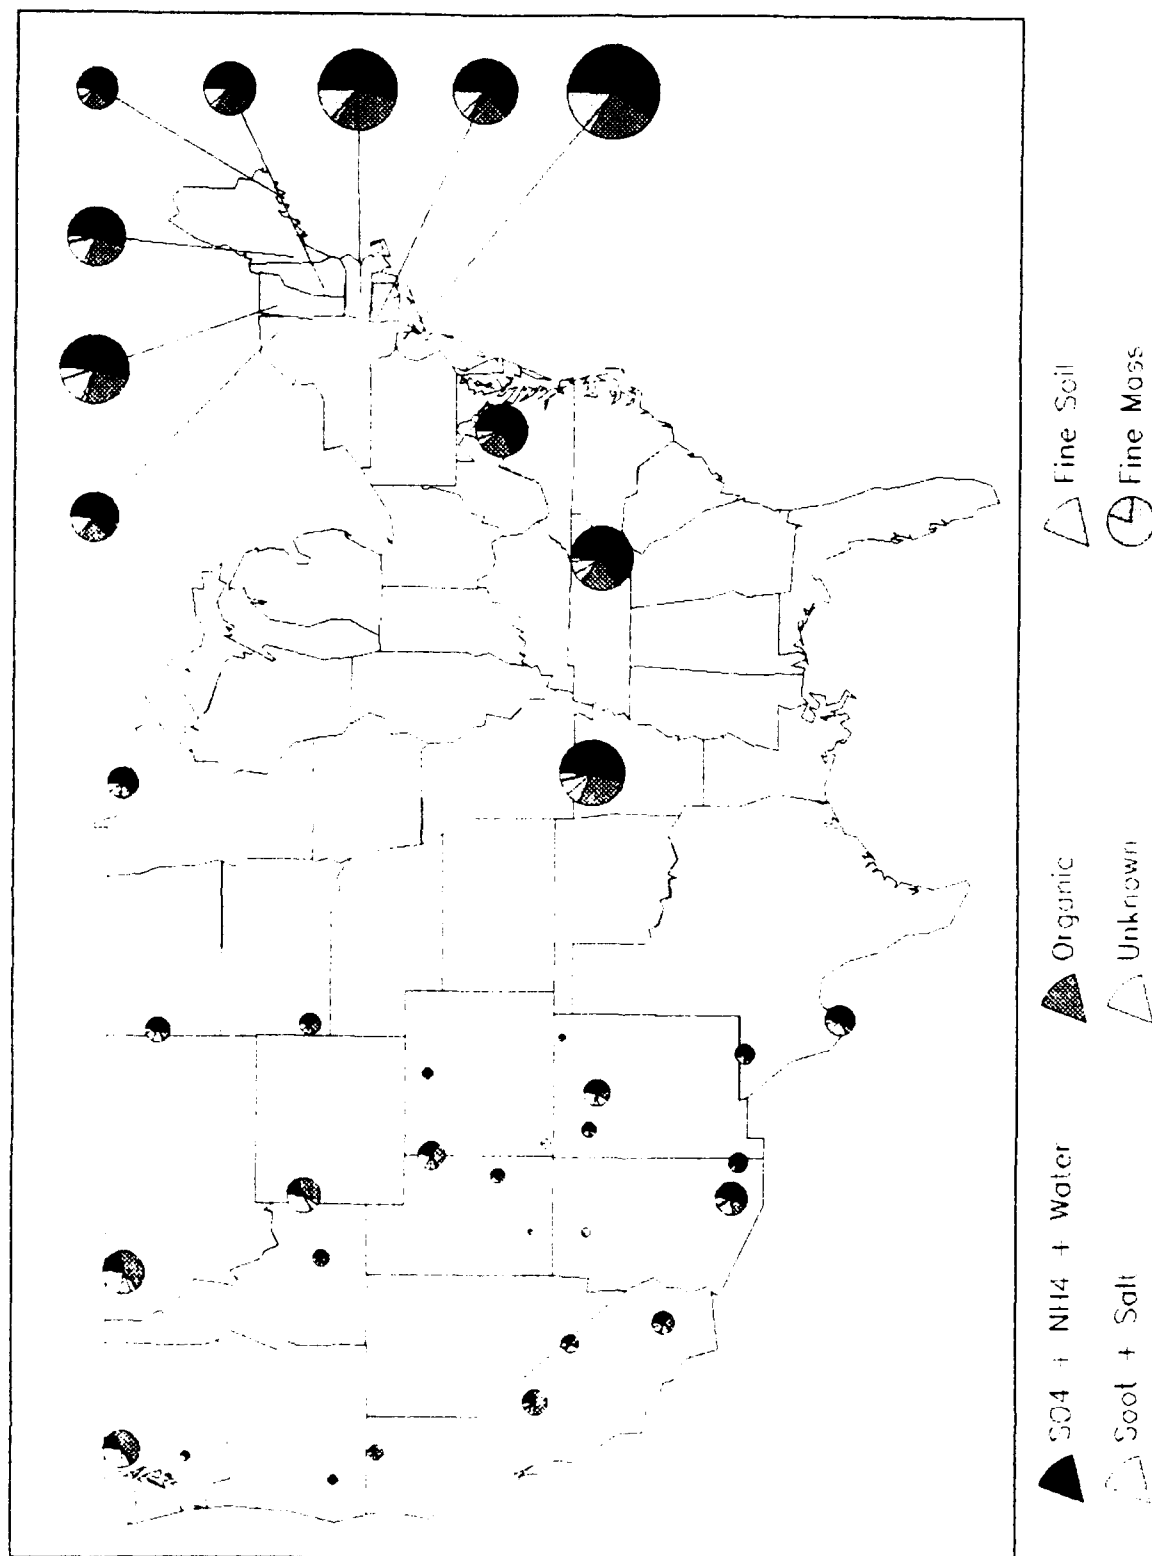 SO4 + NH4 + Water
Organic
Fine Soil
Soot + Salt
Unknown
Fine Mass